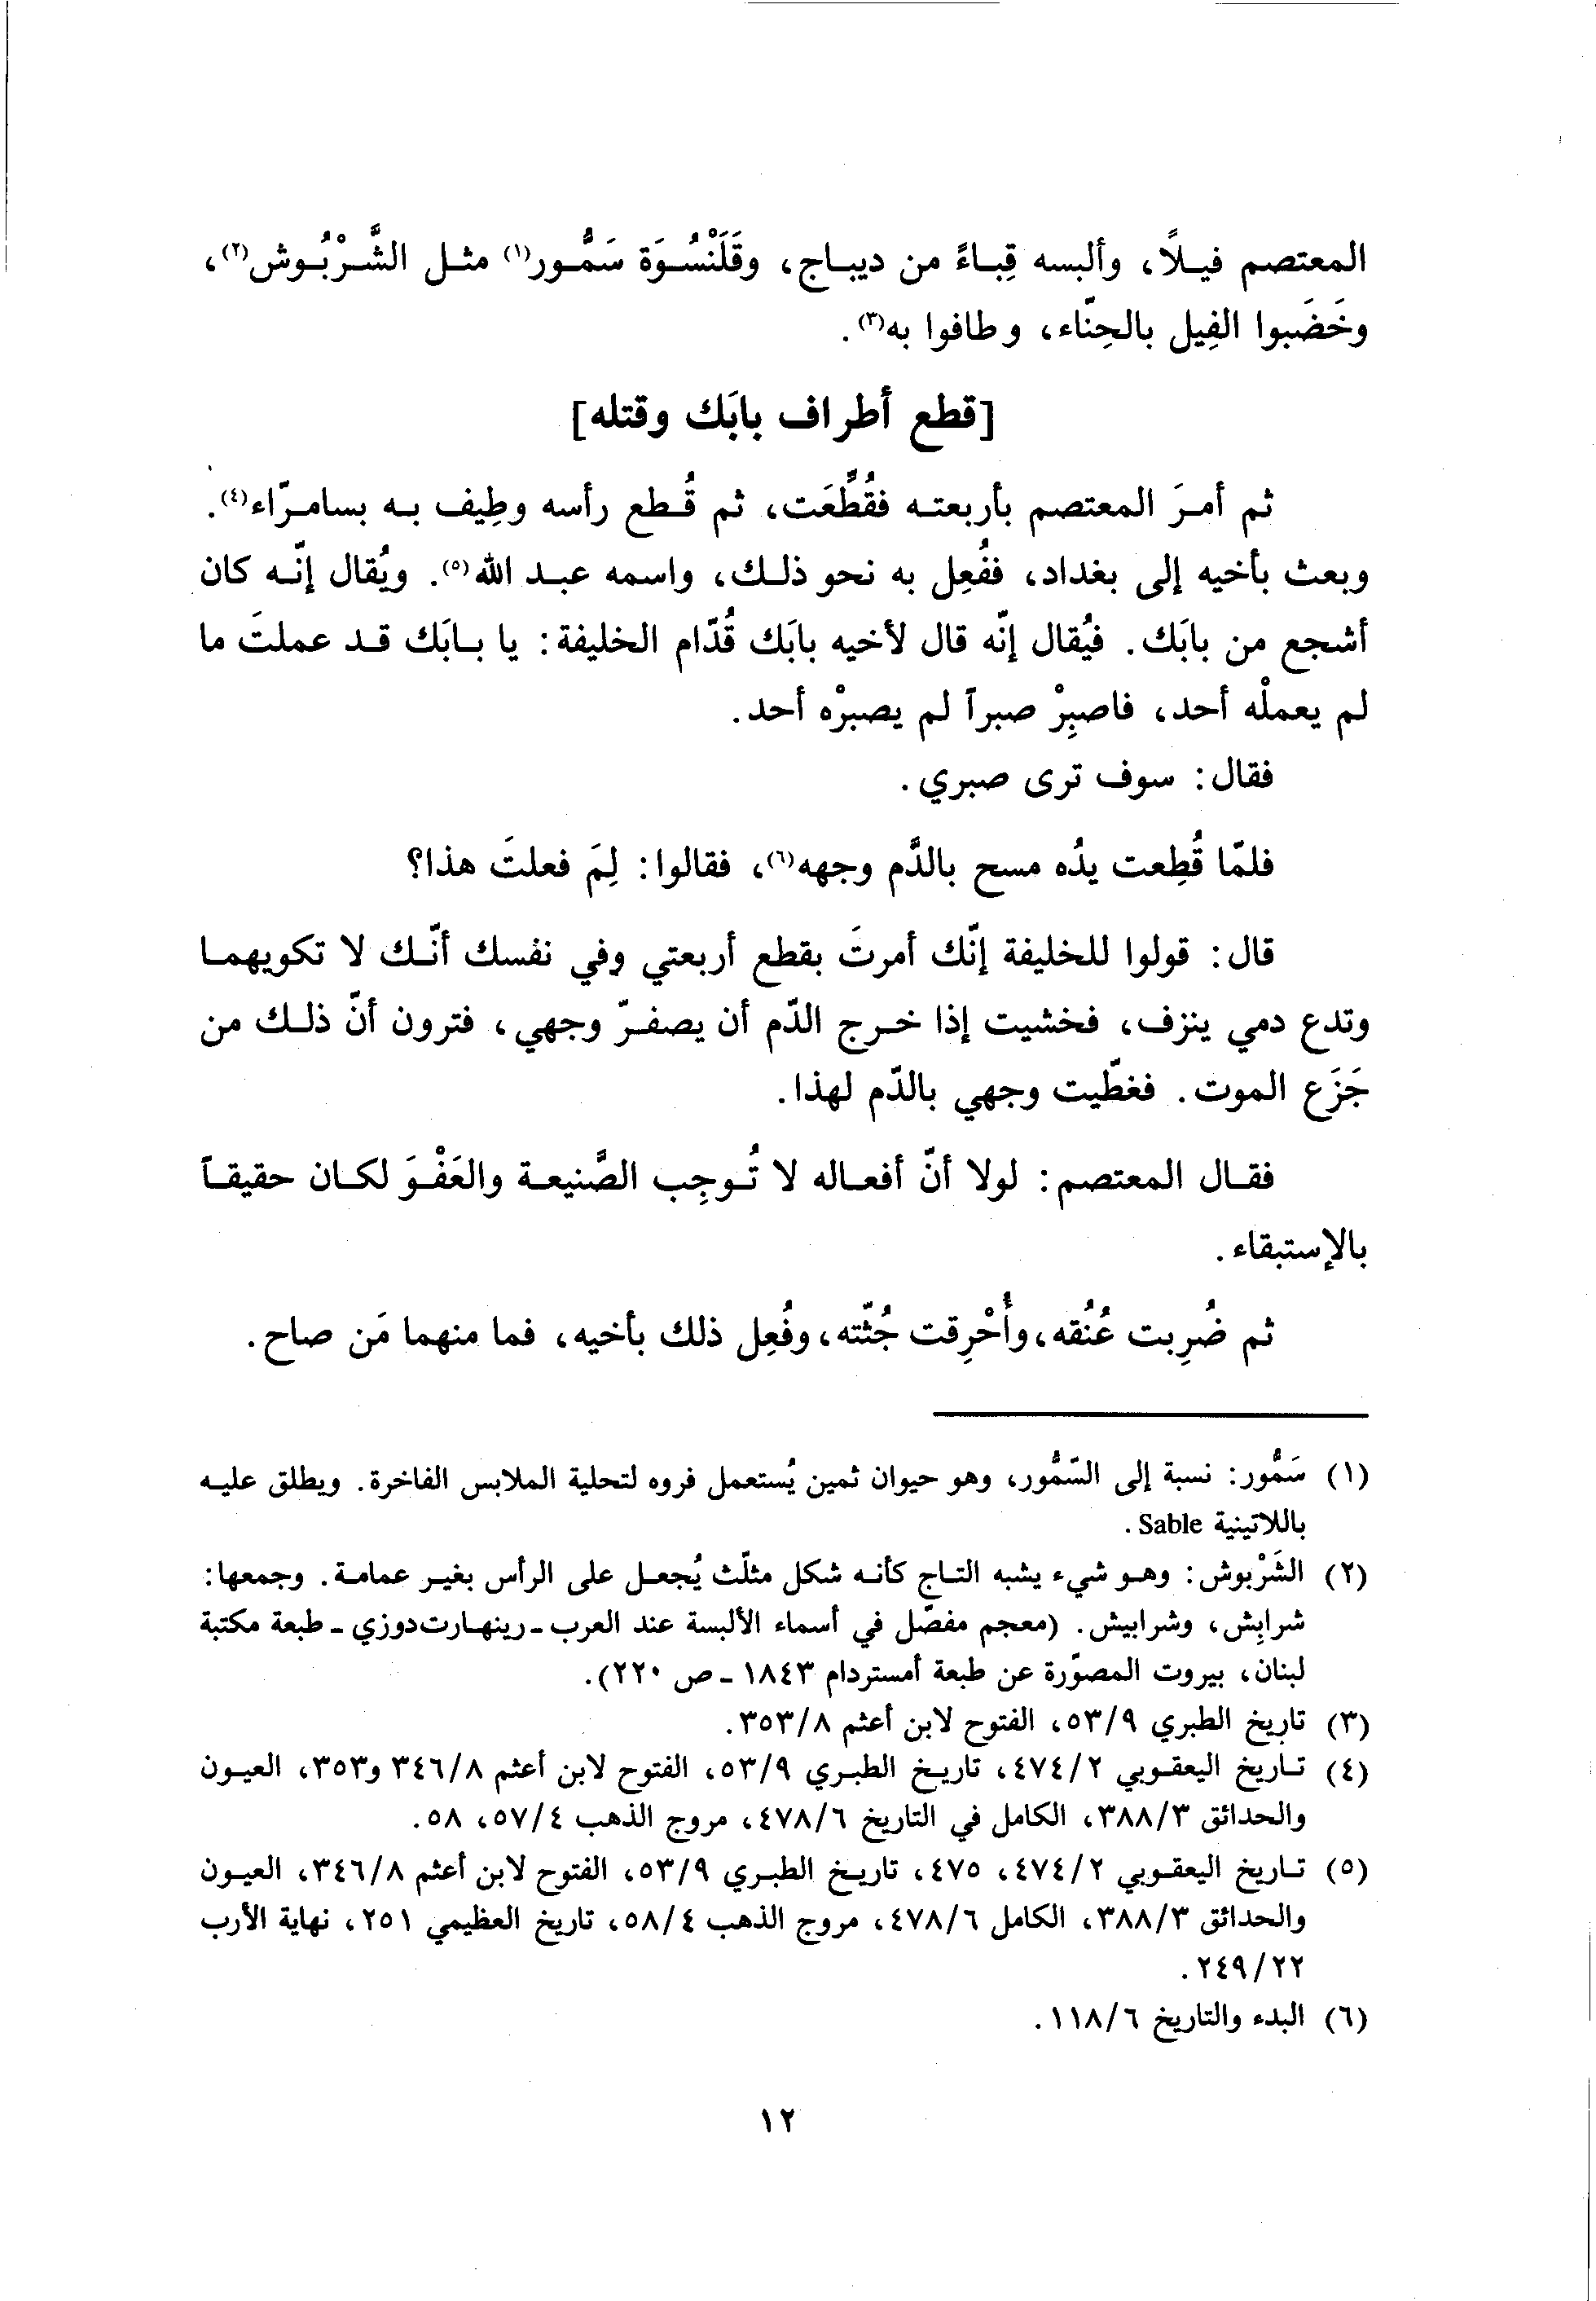 المعتصم فيلاً، وألبسه قِباءً من ديباج، وقَلَنْسُوَة سَمُّور(١) مثل الشَّرْبُوش(٢)،
وخَضَبوا الفِيل بالحِنّاء، وطافوا به(٣).
[قطع أطراف بابَك وقتله]
ثم أمرَ المعتصم بأربعته فقُطِّعَت، ثم قُطع رأسه وطِيف به بسامرّاء(٤).
وبعث بأخيه إلى بغداد، ففُعِل به نحو ذلك، واسمه عبد الله(٥). ويُقال إنّه كان
أشجع من بابَك. فيُقال إنّه قال لأخيه بابَك قُدّام الخليفة: يا بابَك قد عملتَ ما
لم يعملْه أحد، فاصبِرْ صبراً لم يصبرْه أحد.
فقال: سوف ترى صبري.
فلمّا قُطِعت يدُه مسح بالدَّم وجهه(٦)، فقالوا: لِمَ فعلتَ هذا؟
قال: قولوا للخليفة إنّك أمرتَ بقطع أربعتي وفي نفسك أنّك لا تكويهما
وتدع دمي ينزف، فخشيت إذا خرج الدّم أن يصفرّ وجهي، فترون أنّ ذلك من
جَزَع الموت. فغطّيت وجهي بالدّم لهذا.
فقال المعتصم: لولا أنّ أفعاله لا تُوجِب الصَّنيعة والعَفْوَ لكان حقيقاً
بالإستبقاء.
ثم ضُرِبت عُنُقه، وأُحْرِقت جُثّته، وفُعِل ذلك بأخيه، فما منهما مَن صاح.
(١) سَمُّور: نسبة إلى السَّمُّور، وهو حيوان ثمين يُستعمل فروه لتحلية الملابس الفاخرة. ويطلق عليه
باللاتينية Sable.
(٢) الشَرْبوش: وهو شيء يشبه التاج كأنه شكل مثلّث يُجعل على الرأس بغير عمامة. وجمعها:
شرابِش، وشرابيش. (معجم مفصّل في أسماء الألبسة عند العرب - رينهارت دوزي - طبعة مكتبة
لبنان، بيروت المصوّرة عن طبعة أمستردام ١٨٤٣ - ص ٢٢٠).
(٣) تاريخ الطبري ٥٣/٩، الفتوح لابن أعثم ٣٥٣/٨.
(٤) تاريخ اليعقوبي ٤٧٤/٢، تاريخ الطبري ٥٣/٩، الفتوح لابن أعثم ٣٤٦/٨ و٣٥٣، العيون
والحدائق ٣٨٨/٣، الكامل في التاريخ ٤٧٨/٦، مروج الذهب ٥٧/٤، ٥٨.
(٥) تاريخ اليعقوبي ٤٧٤/٢، ٤٧٥، تاريخ الطبري ٥٣/٩، الفتوح لابن أعثم ٣٤٦/٨، العيون
والحدائق ٣٨٨/٣، الكامل ٤٧٨/٦، مروج الذهب ٥٨/٤، تاريخ العظيمي ٢٥١، نهاية الأرب
٢٤٩/٢٢.
(٦) البدء والتاريخ ١١٨/٦.
١٢